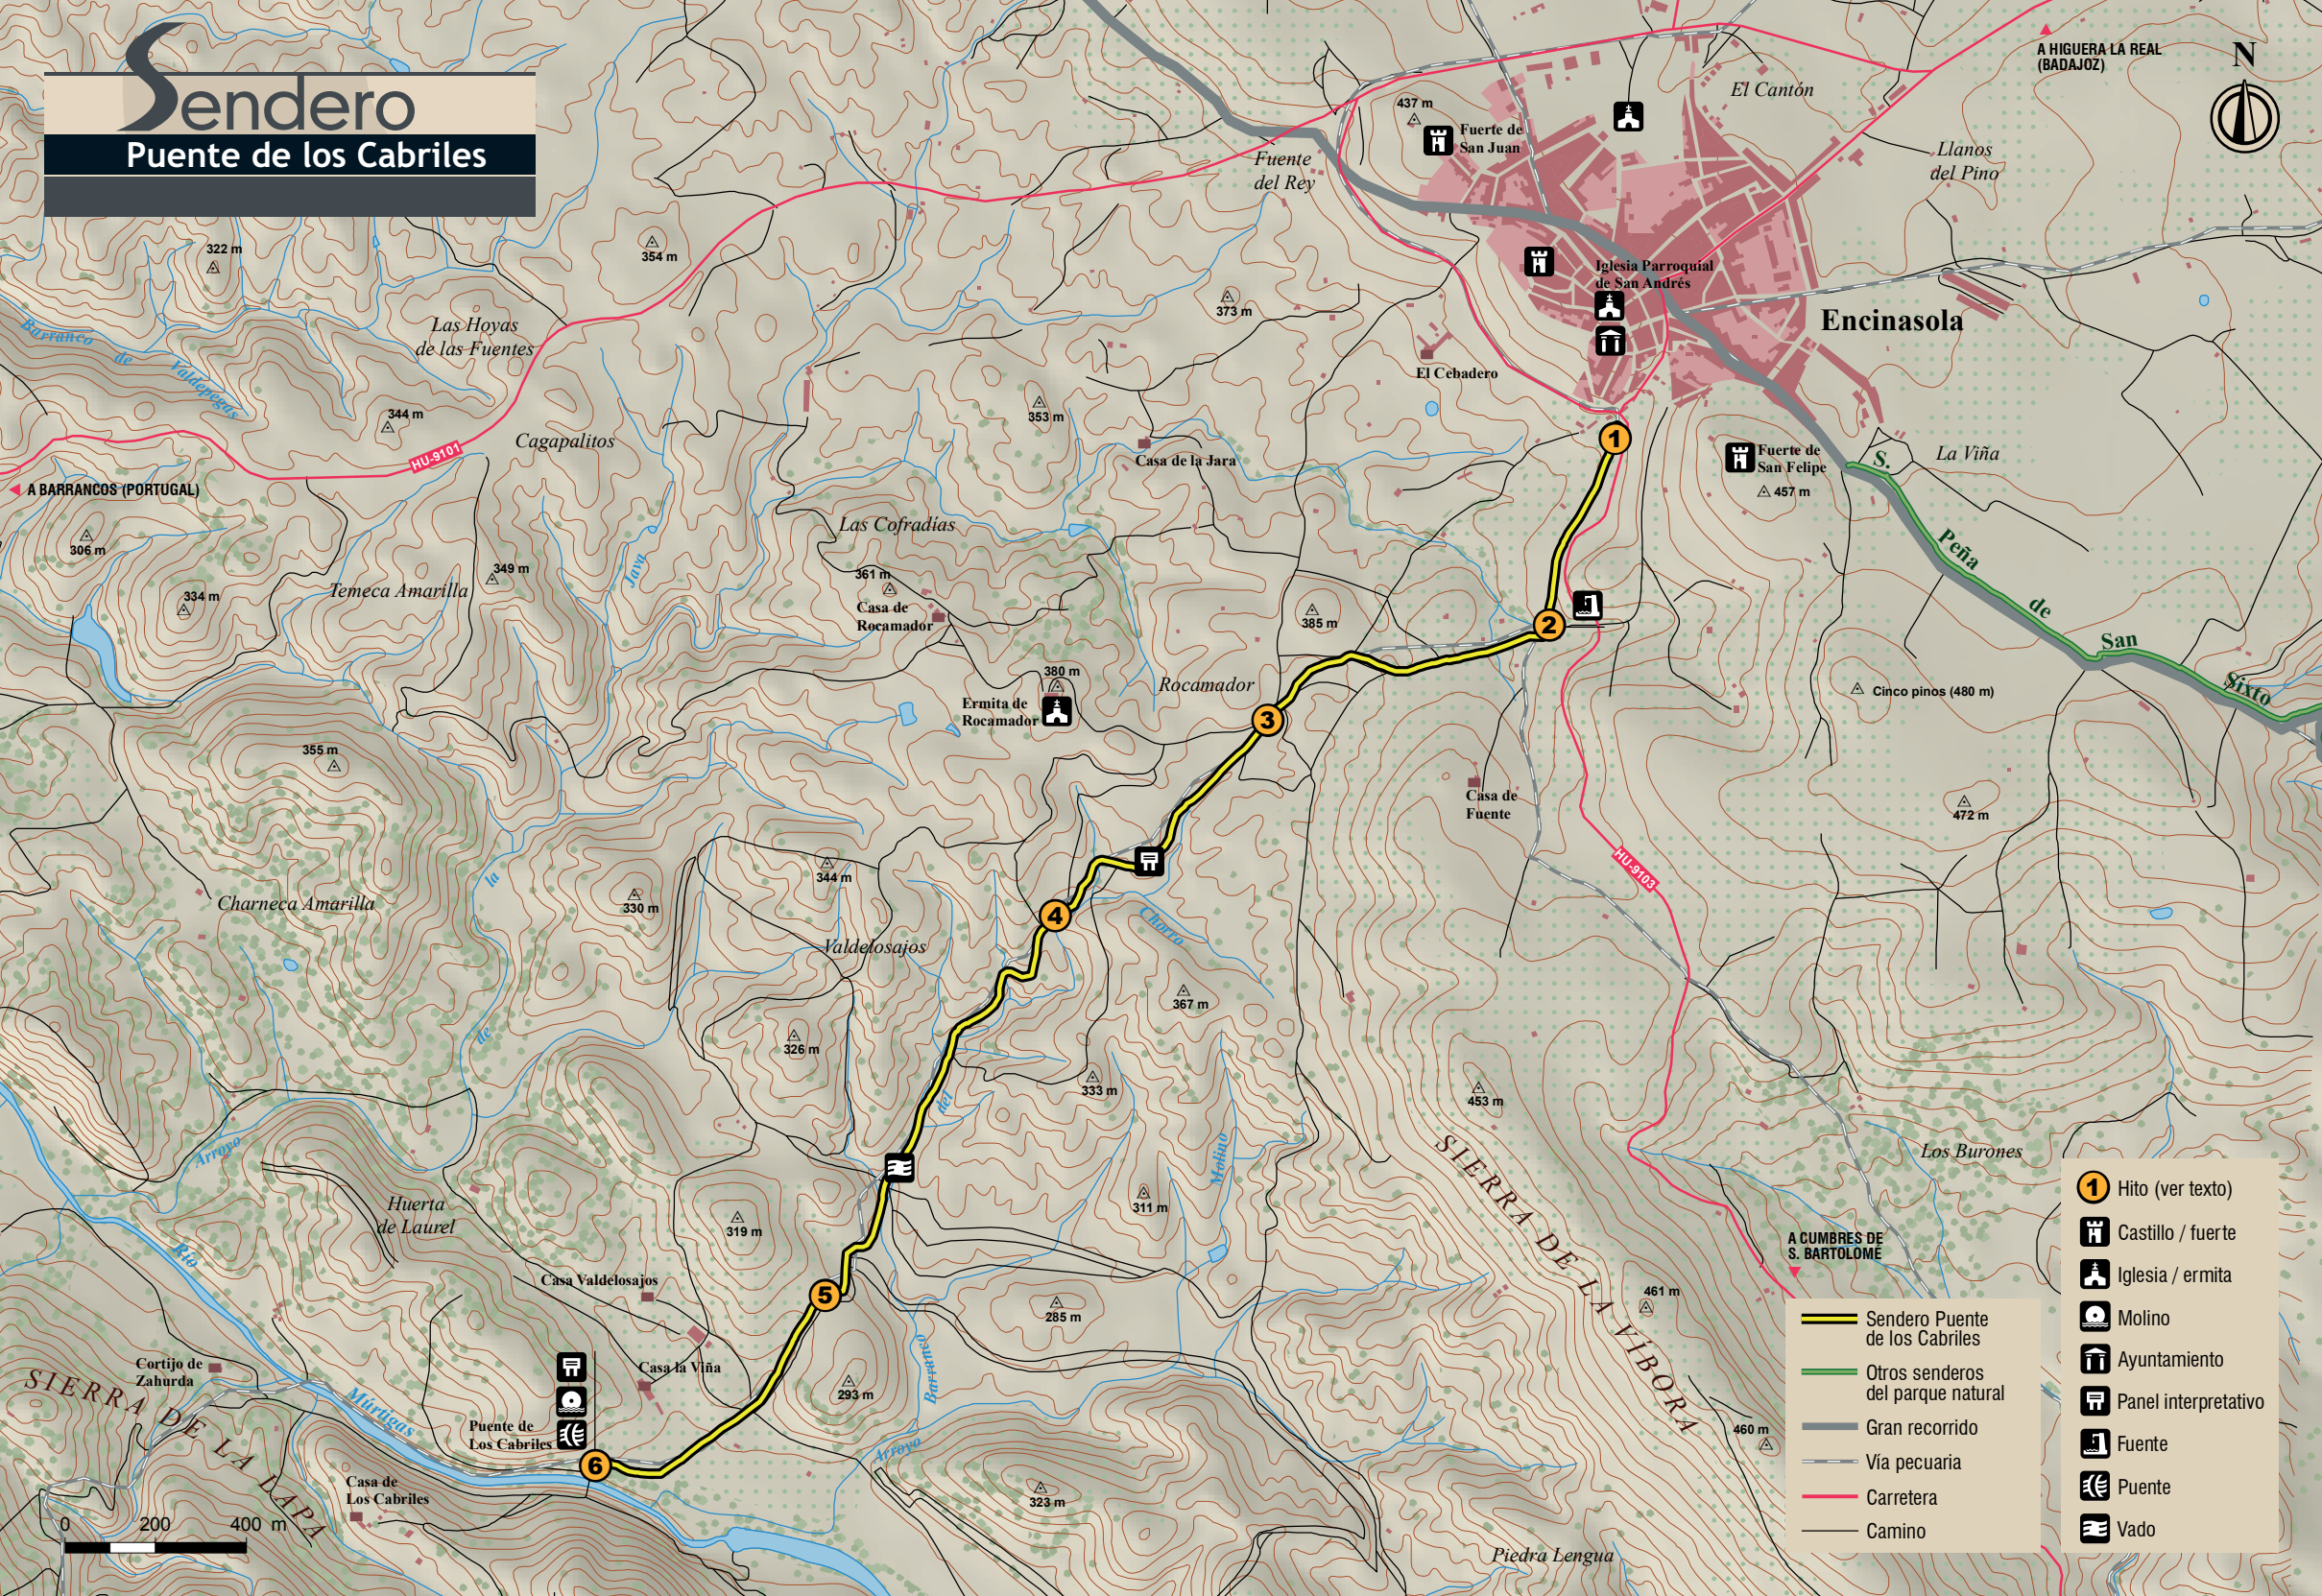 Sendero
Puente de los Cabriles
A HIGUERA LA REAL
(BADAJOZ)
N
El Cantón
437 m
Fuerte de
San Juan
Fuente
del Rey
Llanos
del Pino
322 m
354 m
373 m
Iglesia Parroquial
de San Andrés
Encinasola
Barranco de Valdepegas
Las Hoyas
de las Fuentes
El Cebadero
344 m
353 m
Cagapalitos
HU-9101
Casa de la Jara
1
Fuerte de
San Felipe
457 m
La Viña
A BARRANCOS (PORTUGAL)
306 m
Las Cofradías
S. Peña de San Sixto
349 m
361 m
Temeca Amarilla
334 m
Casa de
Rocamador
385 m
2
380 m
Rocamador
Ermita de
Rocamador
3
Cinco pinos (480 m)
355 m
Casa de
Fuente
472 m
HU-9103
344 m
330 m
Charneca Amarilla
4
Chorro
Valdelosajos
367 m
326 m
333 m
453 m
Arroyo de la Java
del
Molino
SIERRA DE LA VÍBORA
Los Burones
Huerta
de Laurel
319 m
311 m
A CUMBRES DE
S. BARTOLOMÉ
Casa Valdelosajos
5
285 m
461 m
Río Múrtigas
Cortijo de
Zahurda
Casa la Viña
293 m
Barranco
SIERRA DE LA LAPA
Puente de
Los Cabriles
6
Arroyo
460 m
Casa de
Los Cabriles
323 m
0 200 400 m
Piedra Lengua
Sendero Puente
de los Cabriles
Otros senderos
del parque natural
Gran recorrido
Vía pecuaria
Carretera
Camino
1 Hito (ver texto)
Castillo / fuerte
Iglesia / ermita
Molino
Ayuntamiento
Panel interpretativo
Fuente
Puente
Vado